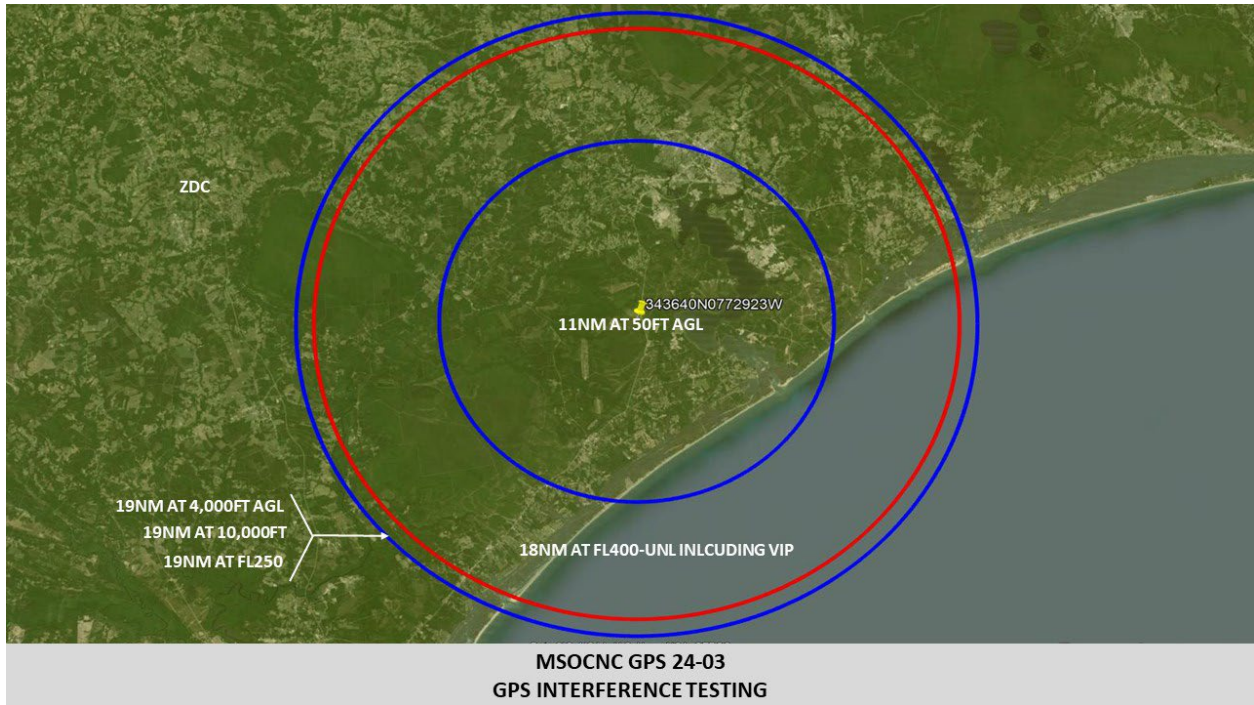 ZDC
343640N0772923W
11NM AT 50FT AGL
19NM AT 4,000FT AGL
19NM AT 10,000FT
19NM AT FL250
18NM AT FL400-UNL INLCUDING VIP
MSOCNC GPS 24-03
GPS INTERFERENCE TESTING